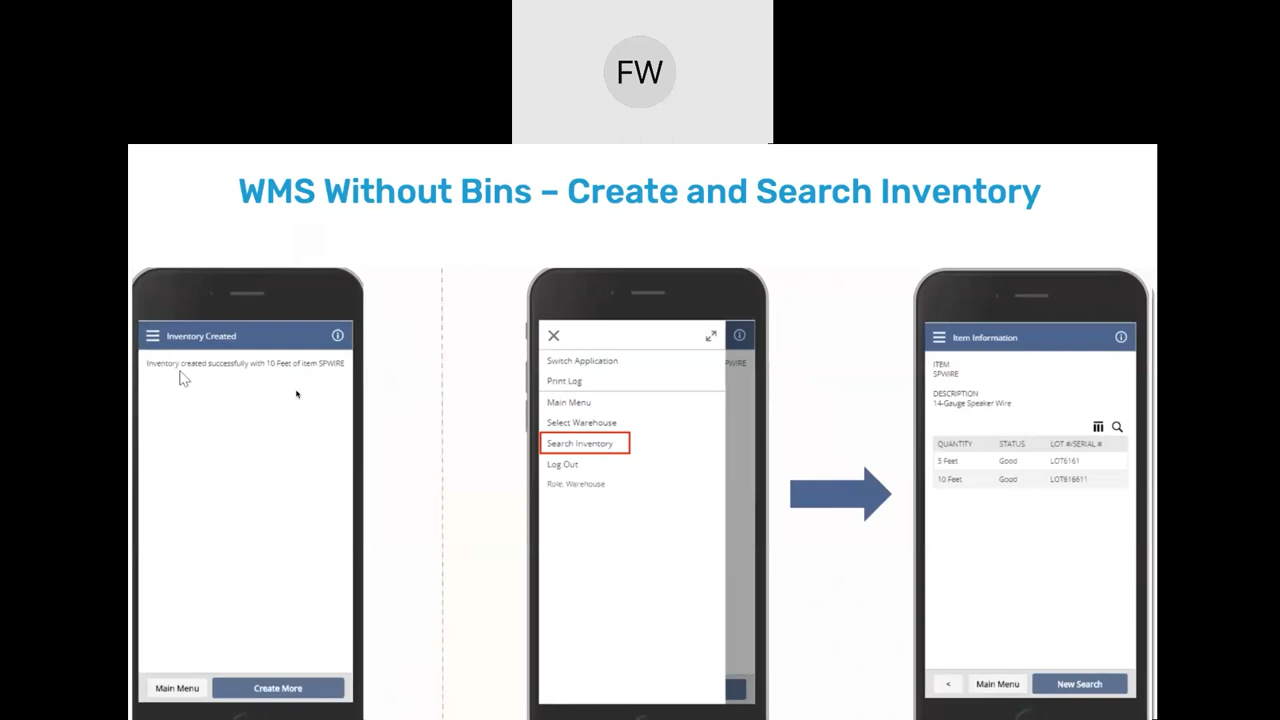 FW
WMS Without Bins – Create and Search Inventory
Inventory Created
Inventory created successfully with 10 Feet of item SPWIRE
Main Menu
Create More
Switch Application
PWIRE
Print Log
Main Menu
Select Warehouse
Search Inventory
Log Out
Role: Warehouse
Item Information
ITEM
SPWIRE
DESCRIPTION
14-Gauge Speaker Wire
QUANTITY STATUS LOT #/SERIAL #
5 Feet Good LOT6161
10 Feet Good LOT616611
<
Main Menu
New Search